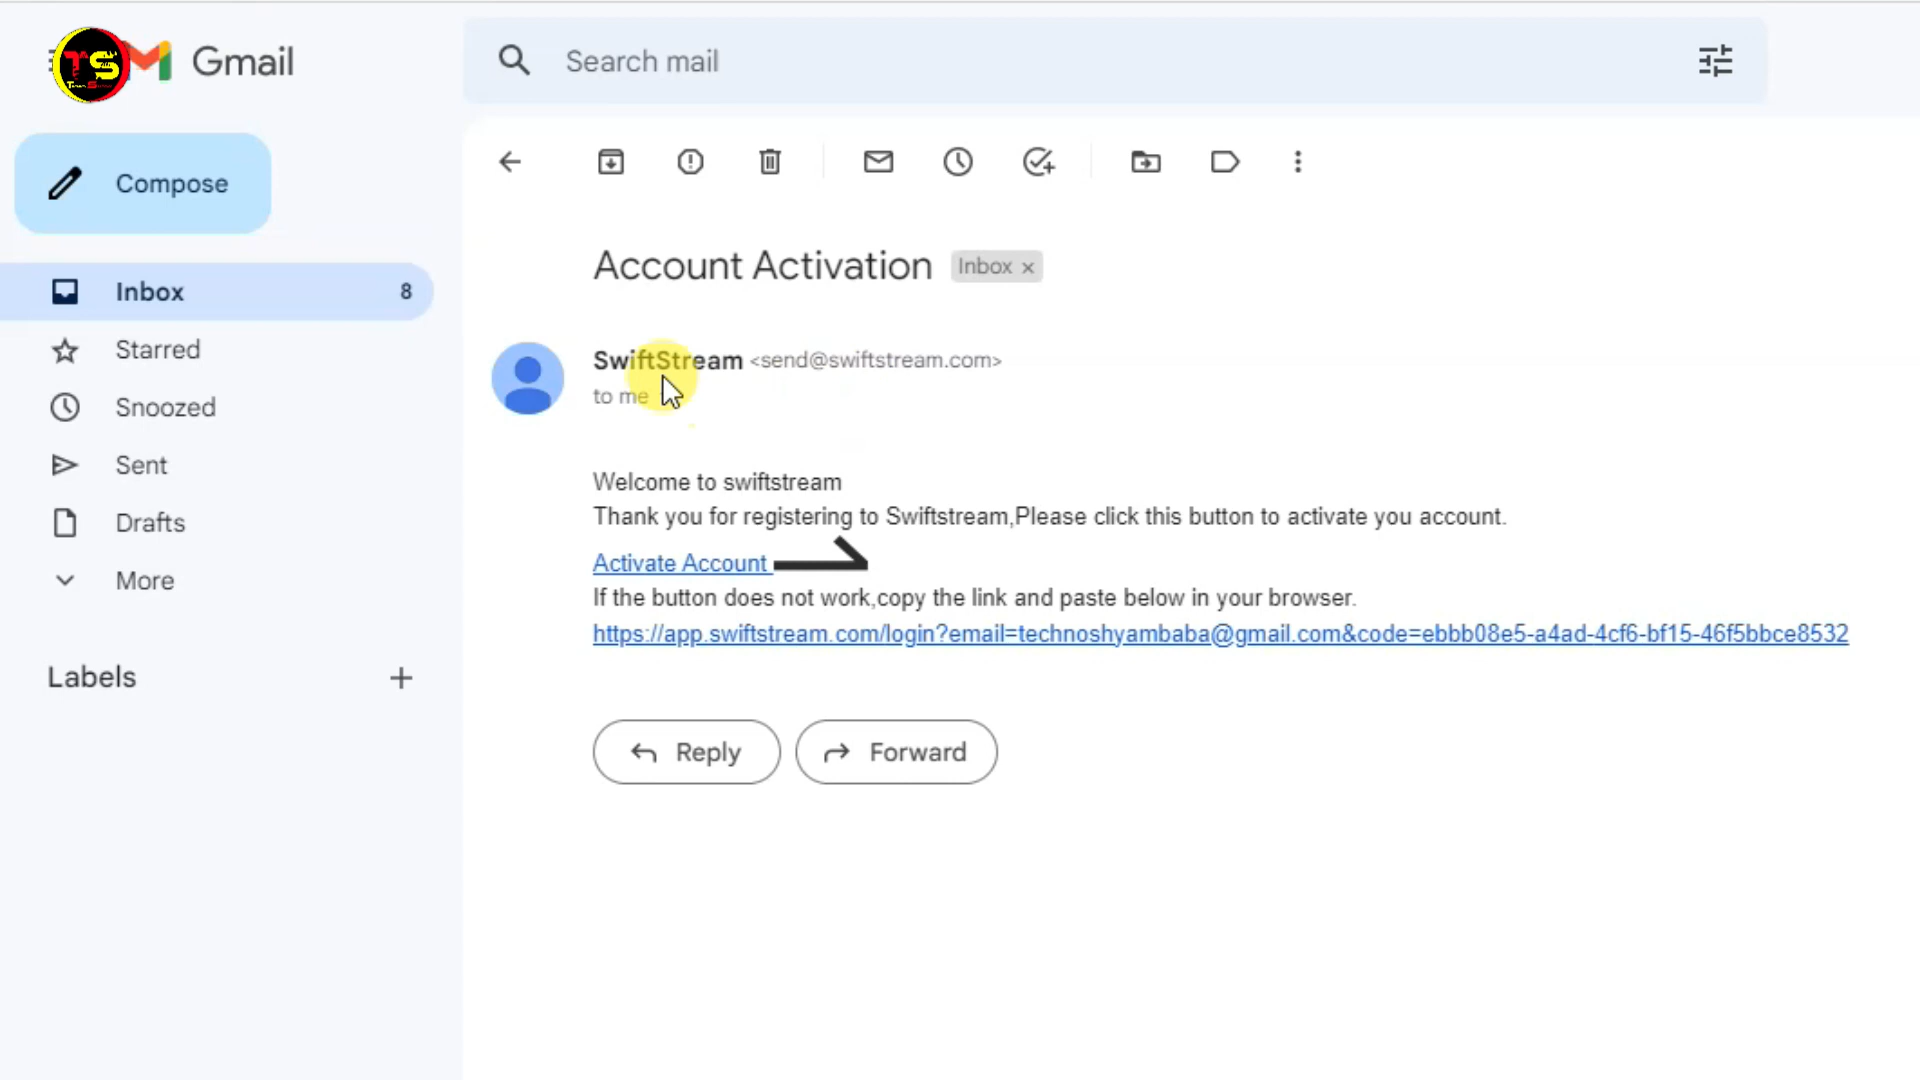 TS
Gmail
Search mail
Compose
Inbox 8
Starred
Snoozed
Sent
Drafts
More
Labels
Account Activation Inbox ×
SwiftStream <send@swiftstream.com>
to me
Welcome to swiftstream
Thank you for registering to Swiftstream,Please click this button to activate you account.
Activate Account
If the button does not work,copy the link and paste below in your browser.
https://app.swiftstream.com/login?email=technoshyambaba@gmail.com&code=ebbb08e5-a4ad-4cf6-bf15-46f5bbce8532
Reply
Forward